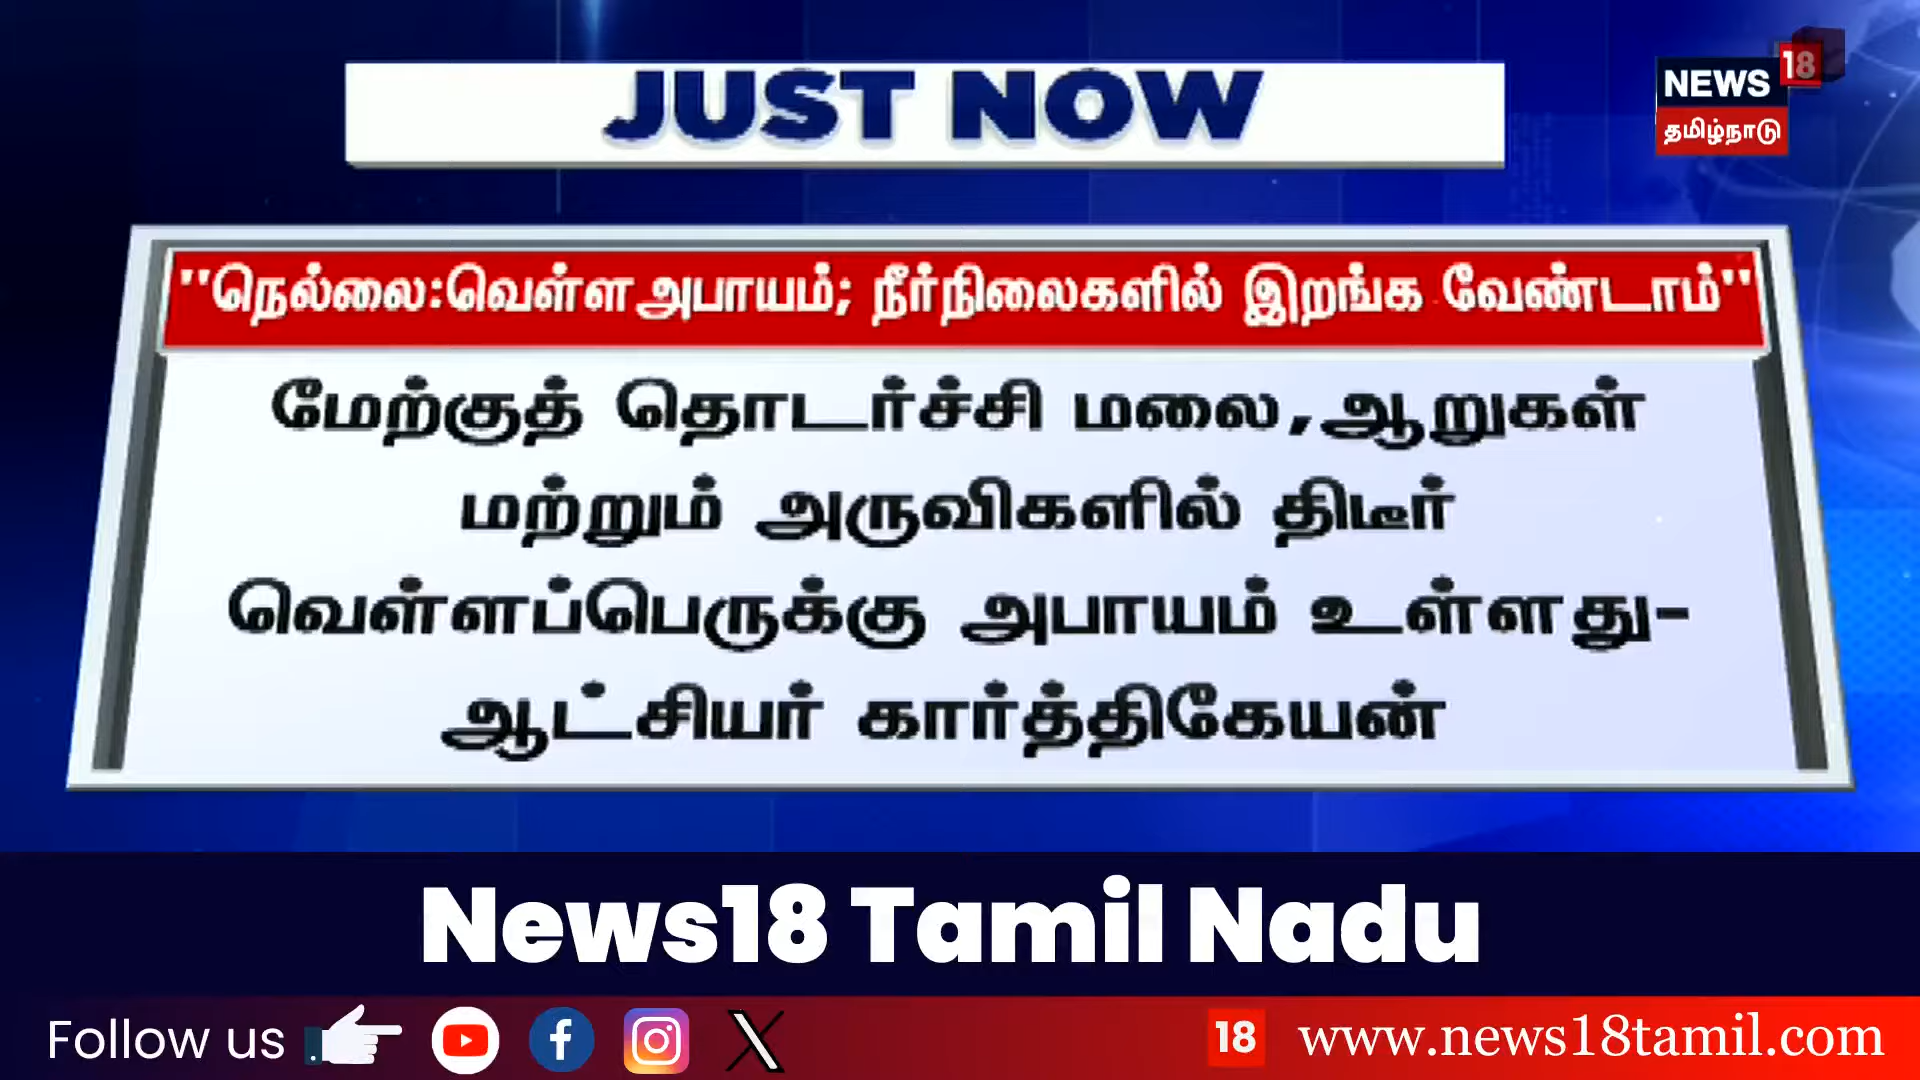 JUST NOW
NEWS 18
தமிழ்நாடு
"நெல்லை:வெள்ள அபாயம்; நீர்நிலைகளில் இறங்க வேண்டாம்"
மேற்குத் தொடர்ச்சி மலை,ஆறுகள்
மற்றும் அருவிகளில் திடீர்
வெள்ளப்பெருக்கு அபாயம் உள்ளது-
ஆட்சியர் கார்த்திகேயன்
News18 Tamil Nadu
Follow us
18 www.news18tamil.com